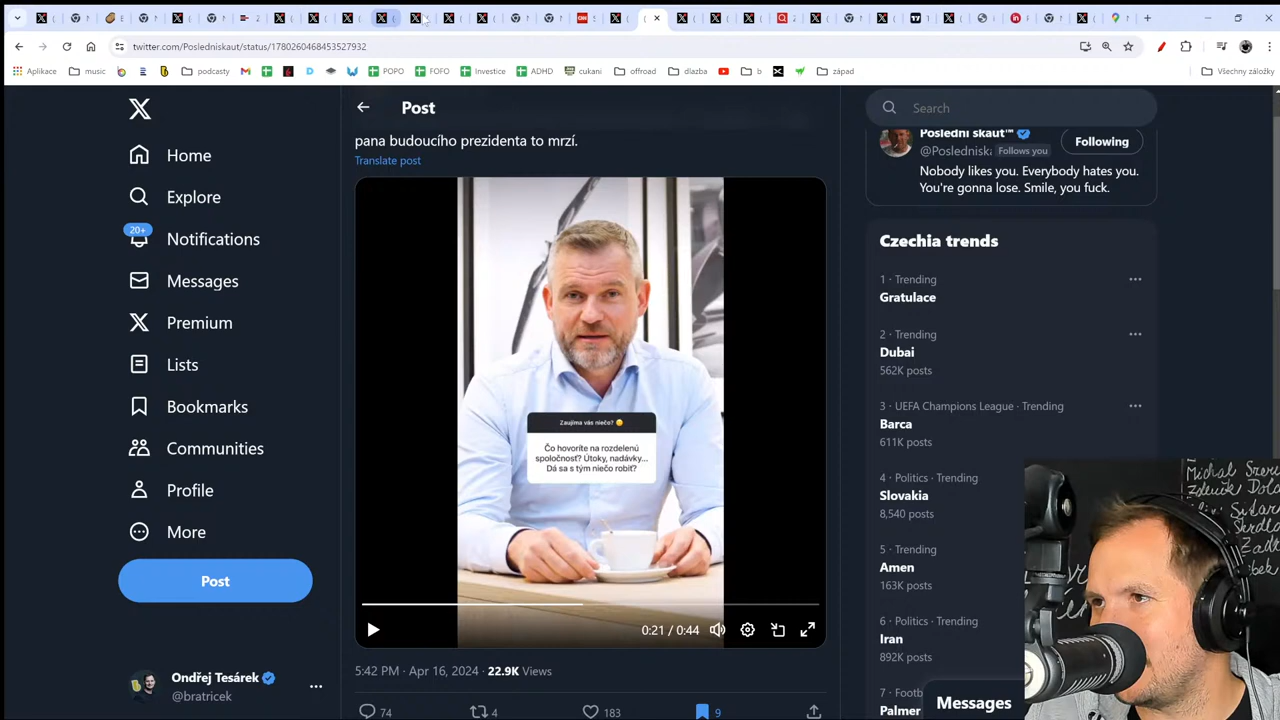 twitter.com/Posledniskaut/status/1780260468453527932
Aplikace
music
podcasty
POPO
FOFO
Investice
ADHD
cukani
offroad
dlazba
b
západ
Všechny záložky
Home
Explore
20+
Notifications
Messages
Premium
Lists
Bookmarks
Communities
Profile
More
Post
Ondřej Tesárek
@bratricek
Post
pana budoucího prezidenta to mrzí.
Translate post
Zaujíma vás niečo?
Čo hovoríte na rozdelenú
spoločnosť? Útoky, nadávky...
Dá sa s tým niečo robiť?
0:21 / 0:44
5:42 PM · Apr 16, 2024 · 22.9K Views
74
4
183
9
Search
Poslední skaut™
@Posledniska
Follows you
Following
Nobody likes you. Everybody hates you.
You're gonna lose. Smile, you fuck.
Czechia trends
1 · Trending
Gratulace
2 · Trending
Dubai
562K posts
3 · UEFA Champions League · Trending
Barca
611K posts
4 · Politics · Trending
Slovakia
8,540 posts
5 · Trending
Amen
163K posts
6 · Politics · Trending
Iran
892K posts
7 · Footb
Palmer
Messages
Michal
Zdeněk